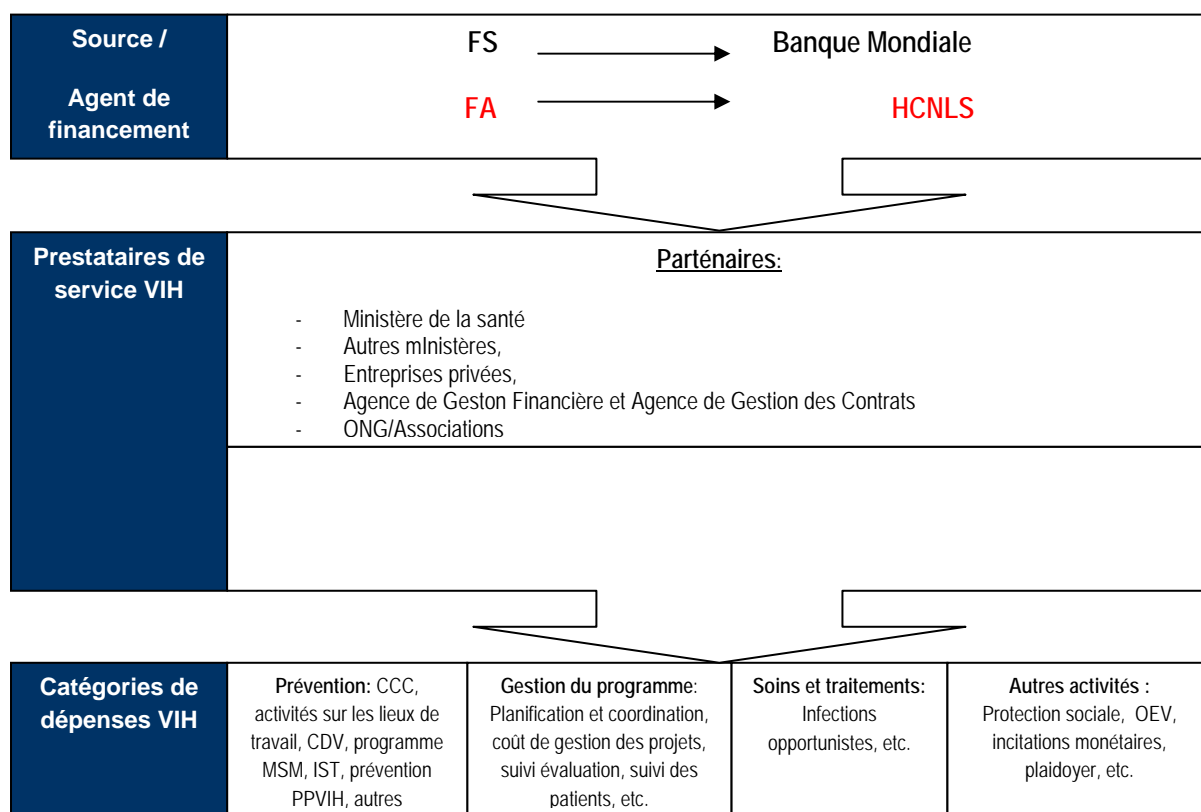 Source /
Agent de
financement
FS Banque Mondiale
FA HCNLS
Prestataires de
service VIH
Parténaires:
- Ministère de la santé
- Autres mInistères,
- Entreprises privées,
- Agence de Geston Financière et Agence de Gestion des Contrats
- ONG/Associations
Catégories de
dépenses VIH
Prévention: CCC,
activités sur les lieux de
travail, CDV, programme
MSM, IST, prévention
PPVIH, autres
Gestion du programme:
Planification et coordination,
coût de gestion des projets,
suivi évaluation, suivi des
patients, etc.
Soins et traitements:
Infections
opportunistes, etc.
Autres activités :
Protection sociale, OEV,
incitations monétaires,
plaidoyer, etc.